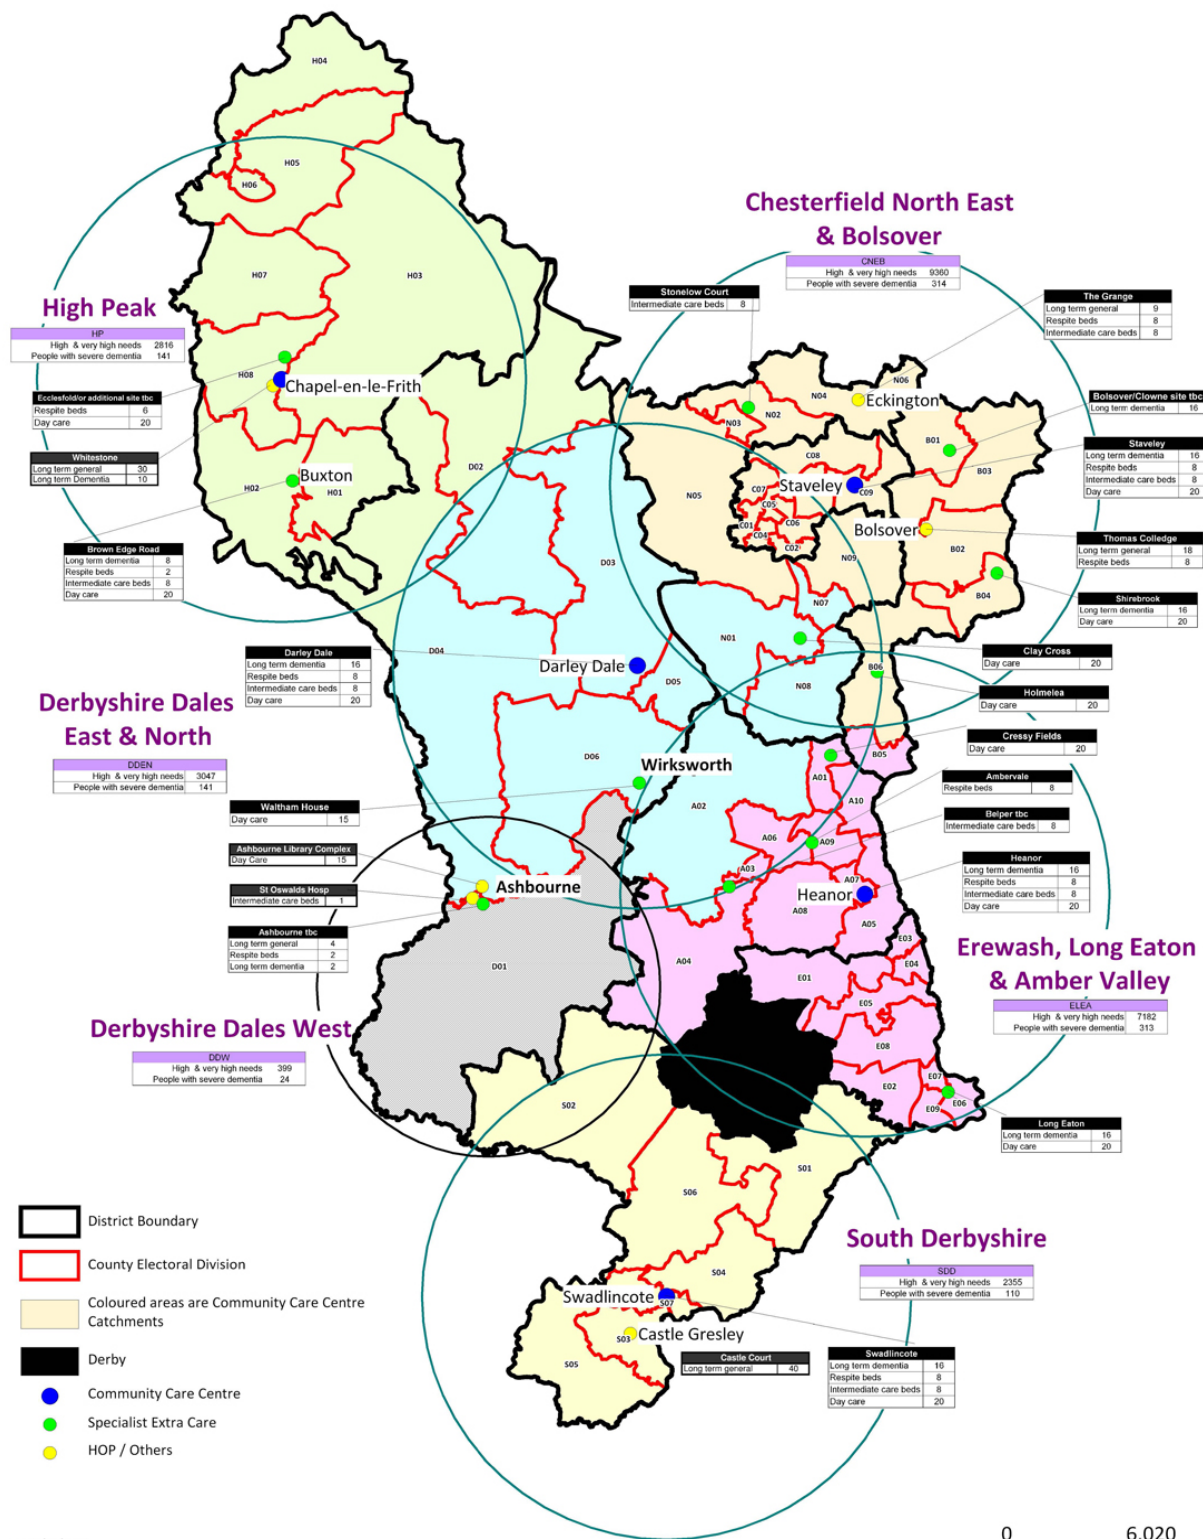 H04
H05
H06
H03
H07
Chesterfield North East
& Bolsover
CNEB
High & very high needs 9360
People with severe dementia 314
Stonelow Court
Intermediate care beds 8
The Grange
Long term general 9
Respite beds 8
Intermediate care beds 8
High Peak
HP
High & very high needs 2816
People with severe dementia 141
H08
Chapel-en-le-Frith
Ecclesfold/or additional site tbc
Respite beds 6
Day care 20
Whitestone
Long term general 30
Long term Demention 10
N06
N04
N02
N03
Eckington
Bolsover/Clowne site tbc
Long term dementia 16
B01
B03
Staveley
Long term dementia 16
Respite beds 8
Intermediate care beds 8
Day care 20
H02
Buxton
H01
D02
N05
C08
C07
Staveley
C09
C05
C01
C06
C04
C02
Bolsover
B02
Thomas Colledge
Long term general 18
Respite beds 8
Brown Edge Road
Long term dementia 8
Respite beds 2
Intermediate care beds 8
Day care 20
D03
N09
N07
B04
Shirebrook
Long term dementia 16
Day care 20
Darley Dale
Long term dementia 16
Respite beds 8
Intermediate care beds 8
Day care 20
D04
Darley Dale
D05
N01
N08
B06
Clay Cross
Day care 20
Holmelea
Day care 20
Derbyshire Dales
East & North
DDEN
High & very high needs 3047
People with severe dementia 141
D06
Wirksworth
Cressy Fields
Day care 20
B05
A01
Ambervale
Respite beds 8
A10
A02
Waltham House
Day care 15
Belper tbc
Intermediate care beds 8
A06
A09
A03
Ashbourne Library Complex
Day Care 15
Ashbourne
St Oswalds Hosp
Intermediate care beds 1
Heanor
Long term dementia 16
Respite beds 8
Intermediate care beds 8
Day care 20
A07
Heanor
A08
A05
Ashbourne tbc
Long term general 4
Respite beds 2
Long term dementia 2
D01
A04
E03
E04
E01
E05
E08
Erewash, Long Eaton
& Amber Valley
ELEA
High & very high needs 7182
People with severe dementia 313
Derbyshire Dales West
DDW
High & very high needs 399
People with severe dementia 24
S02
E02
E07
E06
E09
Long Eaton
Long term dementia 16
Day care 20
S01
S06
South Derbyshire
SDD
High & very high needs 2355
People with severe dementia 110
S04
Swadlincote
S07
Castle Gresley
S03
S05
Castle Court
Long term general 40
Swadlincote
Long term dementia 16
Respite beds 8
Intermediate care beds 8
Day care 20
District Boundary
County Electoral Division
Coloured areas are Community Care Centre
Catchments
Derby
Community Care Centre
Specialist Extra Care
HOP / Others
0 6,020